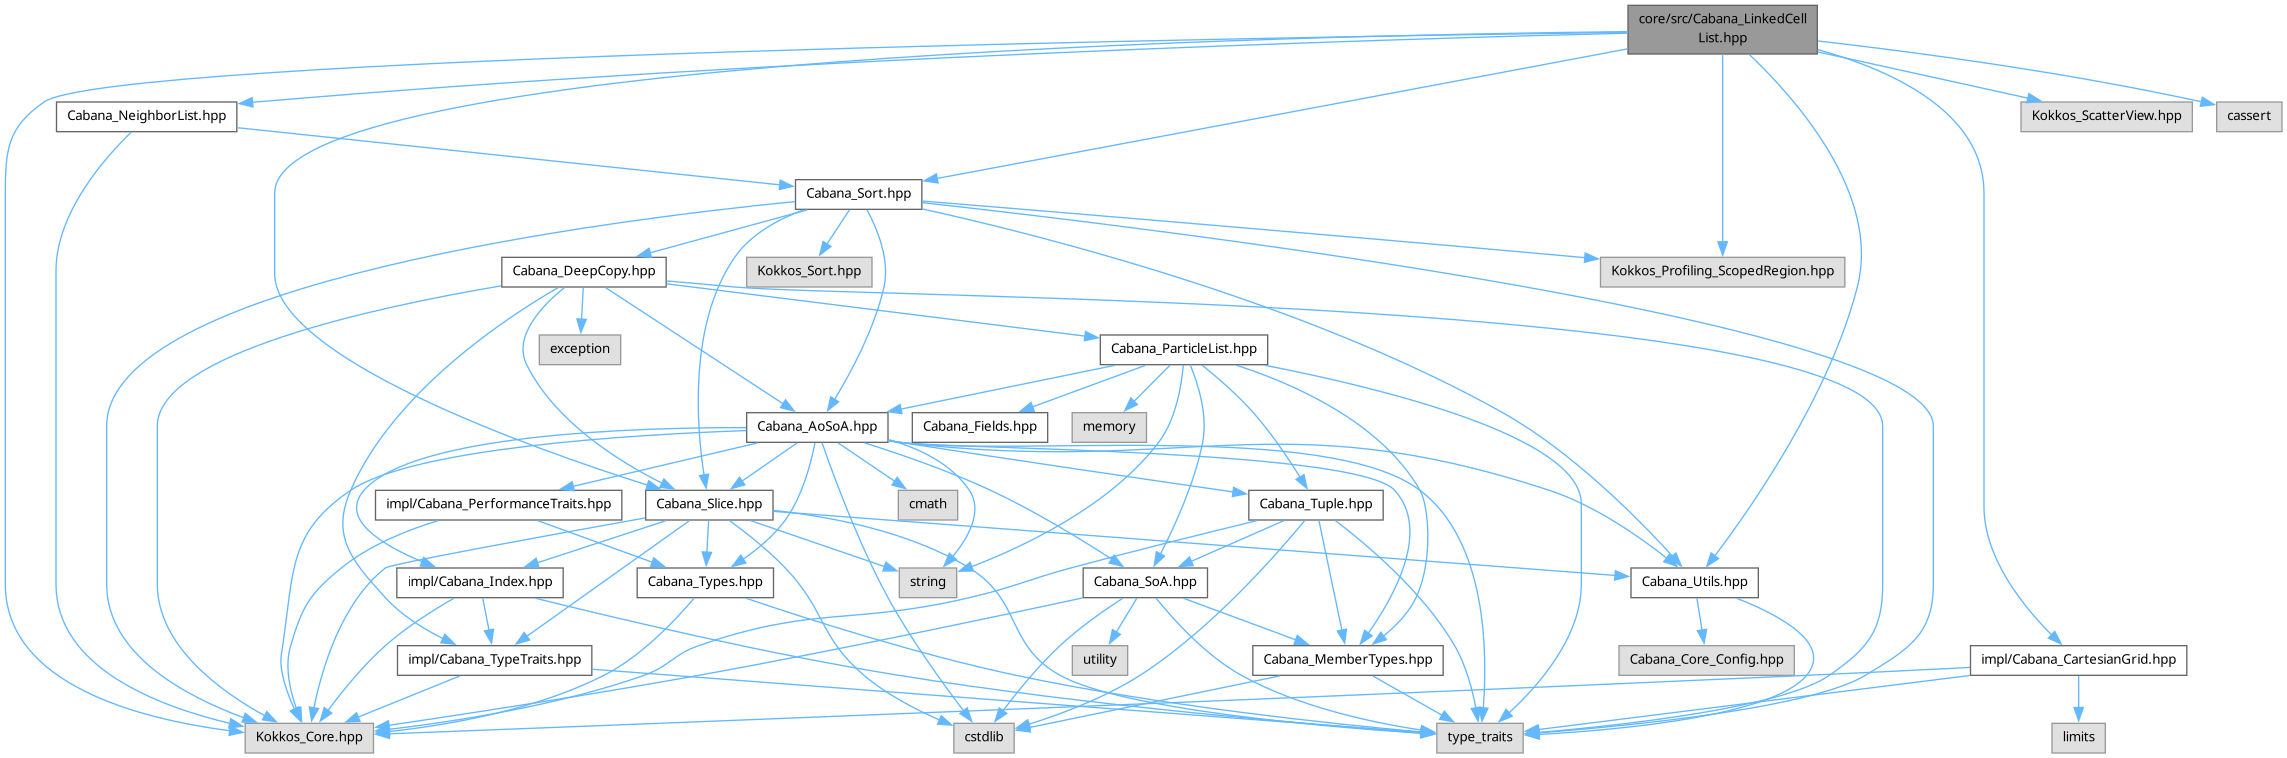 core/src/Cabana_LinkedCell
List.hpp
Cabana_NeighborList.hpp
Kokkos_ScatterView.hpp
cassert
Cabana_Sort.hpp
Cabana_DeepCopy.hpp
Kokkos_Sort.hpp
Kokkos_Profiling_ScopedRegion.hpp
exception
Cabana_ParticleList.hpp
Cabana_AoSoA.hpp
Cabana_Fields.hpp
memory
impl/Cabana_PerformanceTraits.hpp
Cabana_Slice.hpp
cmath
Cabana_Tuple.hpp
impl/Cabana_Index.hpp
Cabana_Types.hpp
string
Cabana_SoA.hpp
Cabana_Utils.hpp
impl/Cabana_TypeTraits.hpp
utility
Cabana_MemberTypes.hpp
Cabana_Core_Config.hpp
impl/Cabana_CartesianGrid.hpp
Kokkos_Core.hpp
cstdlib
type_traits
limits